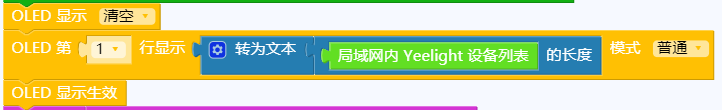 OLED 显示 清空
OLED 第 1 行显示 转为文本 局域网内 Yeelight 设备列表 的长度 模式 普通
OLED 显示生效